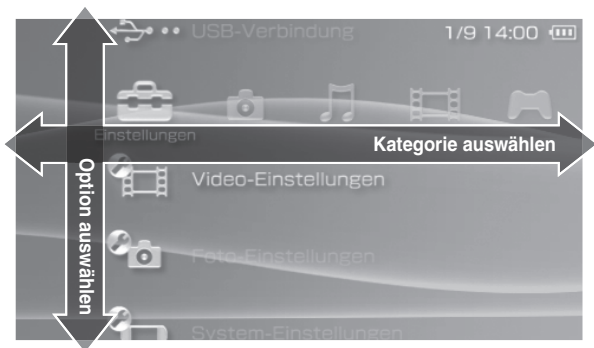 USB-Verbindung
1/9 14:00
Einstellungen
Kategorie auswählen
Option auswählen
Video-Einstellungen
Foto-Einstellungen
System-Einstellungen